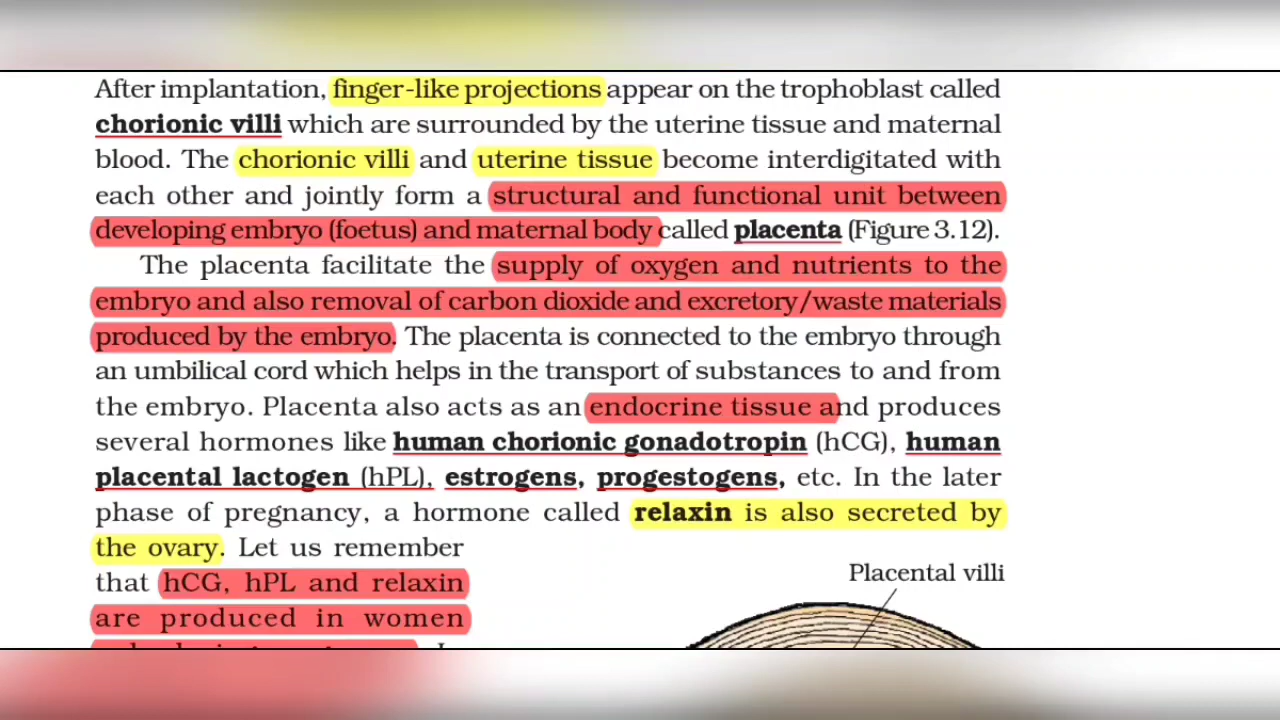 After implantation, finger-like projections appear on the trophoblast called
chorionic villi which are surrounded by the uterine tissue and maternal
blood. The chorionic villi and uterine tissue become interdigitated with
each other and jointly form a structural and functional unit between
developing embryo (foetus) and maternal body called placenta (Figure 3.12).
The placenta facilitate the supply of oxygen and nutrients to the
embryo and also removal of carbon dioxide and excretory/waste materials
produced by the embryo. The placenta is connected to the embryo through
an umbilical cord which helps in the transport of substances to and from
the embryo. Placenta also acts as an endocrine tissue and produces
several hormones like human chorionic gonadotropin (hCG), human
placental lactogen (hPL), estrogens, progestogens, etc. In the later
phase of pregnancy, a hormone called relaxin is also secreted by
the ovary. Let us remember
that hCG, hPL and relaxin
are produced in women
Placental villi